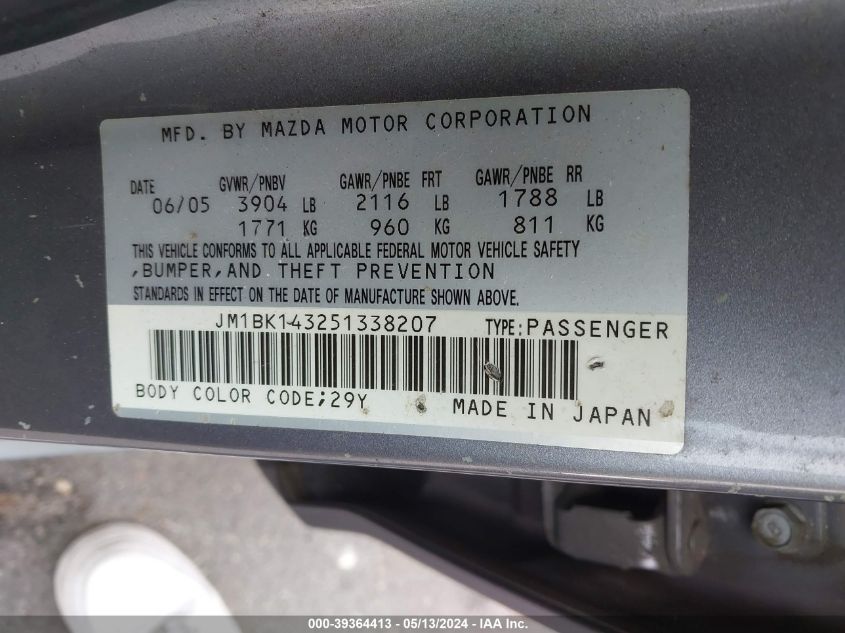 MFD. BY MAZDA MOTOR CORPORATION
DATE GVWR/PNBV GAWR/PNBE FRT GAWR/PNBE RR
06/05 3904 LB 2116 LB 1788 LB
1771 KG 960 KG 811 KG
THIS VEHICLE CONFORMS TO ALL APPLICABLE FEDERAL MOTOR VEHICLE SAFETY
,BUMPER,AND THEFT PREVENTION
STANDARDS IN EFFECT ON THE DATE OF MANUFACTURE SHOWN ABOVE.
JM1BK143251338207 TYPE:PASSENGER
BODY COLOR CODE;29Y MADE IN JAPAN
000-39364413 - 05/13/2024 - IAA Inc.